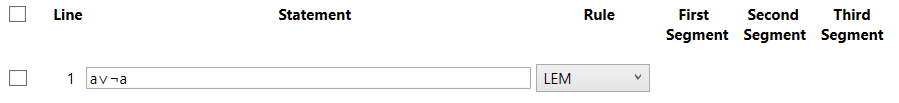 Line Statement Rule First Segment Second Segment Third Segment
1 a∨¬a LEM